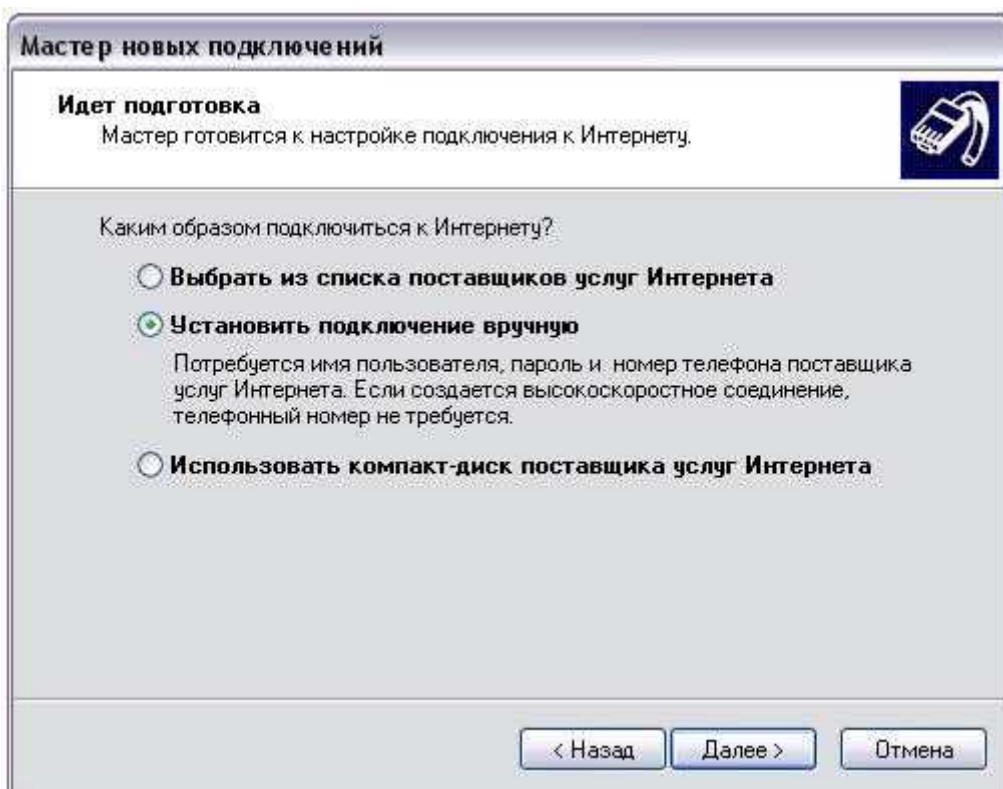 Мастер новых подключений
Идет подготовка
Мастер готовится к настройке подключения к Интернету.
Каким образом подключиться к Интернету?
Выбрать из списка поставщиков услуг Интернета
Установить подключение вручную
Потребуется имя пользователя, пароль и номер телефона поставщика
услуг Интернета. Если создается высокоскоростное соединение,
телефонный номер не требуется.
Использовать компакт-диск поставщика услуг Интернета
< Назад
Далее >
Отмена